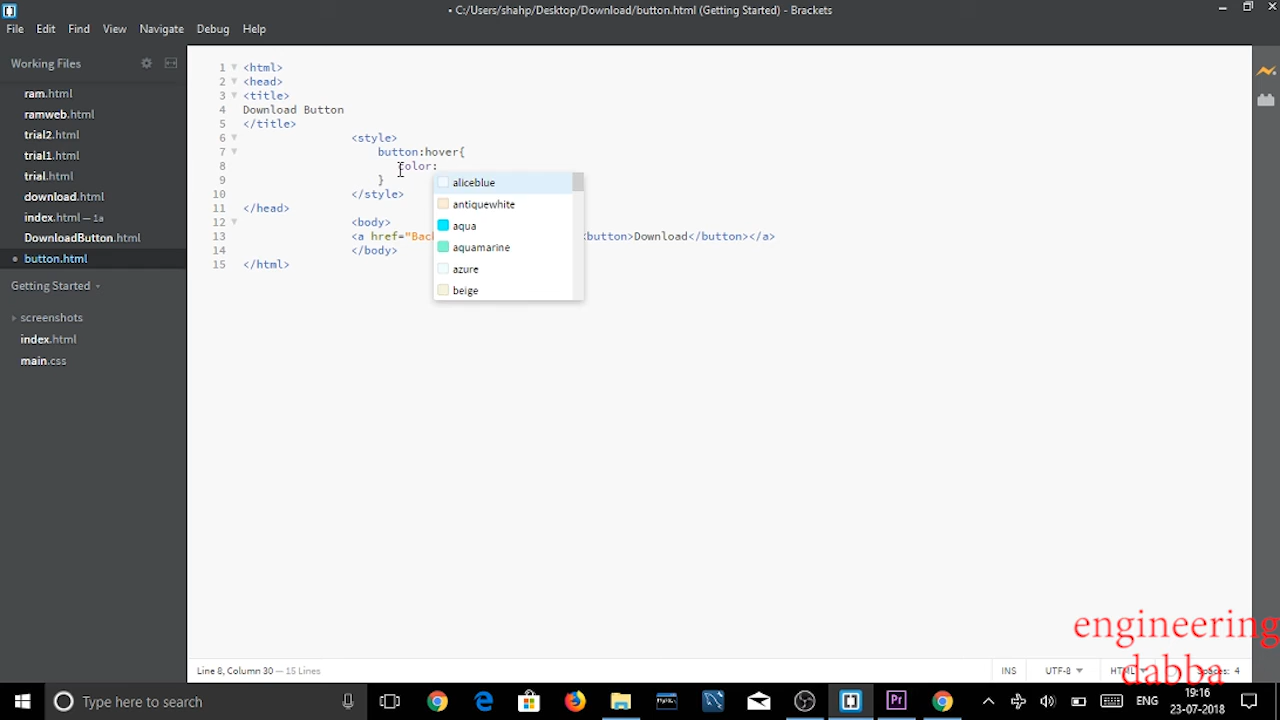 • C:/Users/shahp/Desktop/Download/button.html (Getting Started) - Brackets
File Edit Find View Navigate Debug Help
Working Files
ram.html
ramweb.html
trial2.html
trial1.html
trial.html
download.html
index.html — 1a
DownloadButton.html
button.html
Getting Started
screenshots
index.html
main.css
1 <html>
2 <head>
3 <title>
4 Download Button
5 </title>
6 <style>
7 button:hover{
8 color:
9 }
10 </style>
11 </head>
12 <body>
13 <a href="Bac <button>Download</button></a>
14 </body>
15 </html>
aliceblue
antiquewhite
aqua
aquamarine
azure
beige
engineering
dabba
Line 8, Column 30 — 15 Lines
INS UTF-8 HTML Spaces: 4
Type here to search
ENG
19:16
23-07-2018